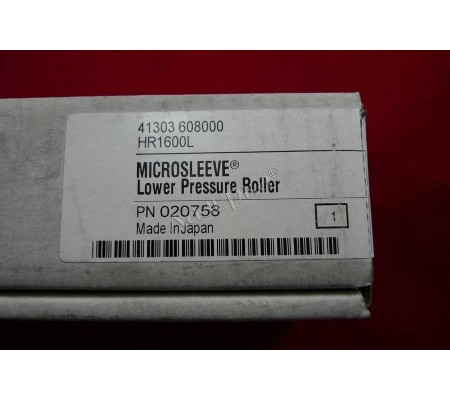 41303 608000
HR1600L
MICROSLEEVE®
Lower Pressure Roller
PN 020758
Made In Japan
1